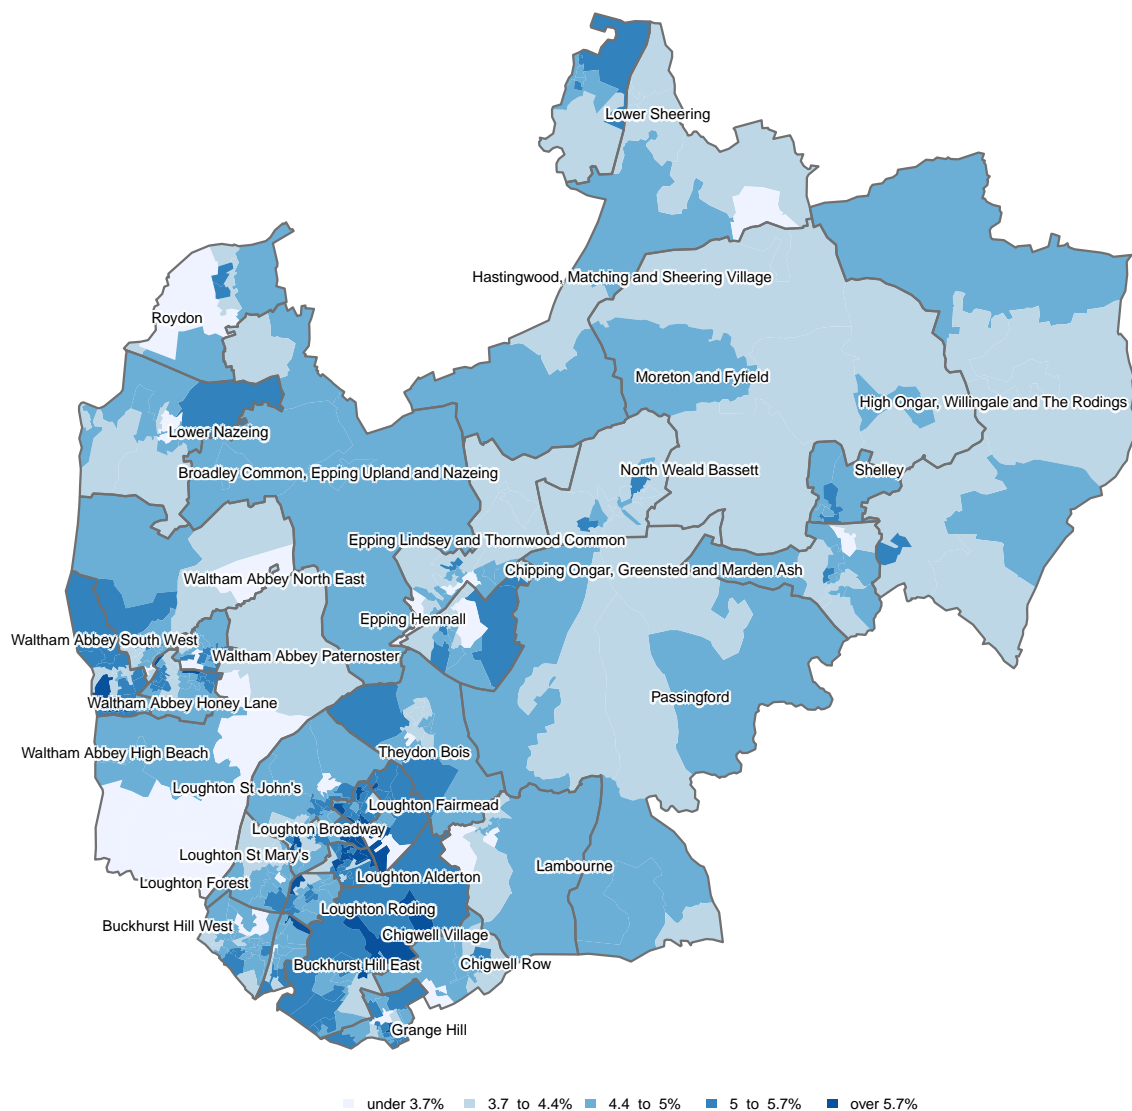 Lower Sheering
Hastingwood, Matching and Sheering Village
Roydon
Moreton and Fyfield
High Ongar, Willingale and The Rodings
Lower Nazeing
Broadley Common, Epping Upland and Nazeing
North Weald Bassett
Shelley
Epping Lindsey and Thornwood Common
Chipping Ongar, Greensted and Marden Ash
Waltham Abbey North East
Epping Hemnall
Waltham Abbey South West
Waltham Abbey Paternoster
Passingford
Waltham Abbey Honey Lane
Waltham Abbey High Beach
Theydon Bois
Loughton St John's
Loughton Fairmead
Loughton Broadway
Loughton St Mary's
Lambourne
Loughton Alderton
Loughton Forest
Loughton Roding
Buckhurst Hill West
Chigwell Village
Buckhurst Hill East
Chigwell Row
Grange Hill
under 3.7% 3.7 to 4.4% 4.4 to 5% 5 to 5.7% over 5.7%